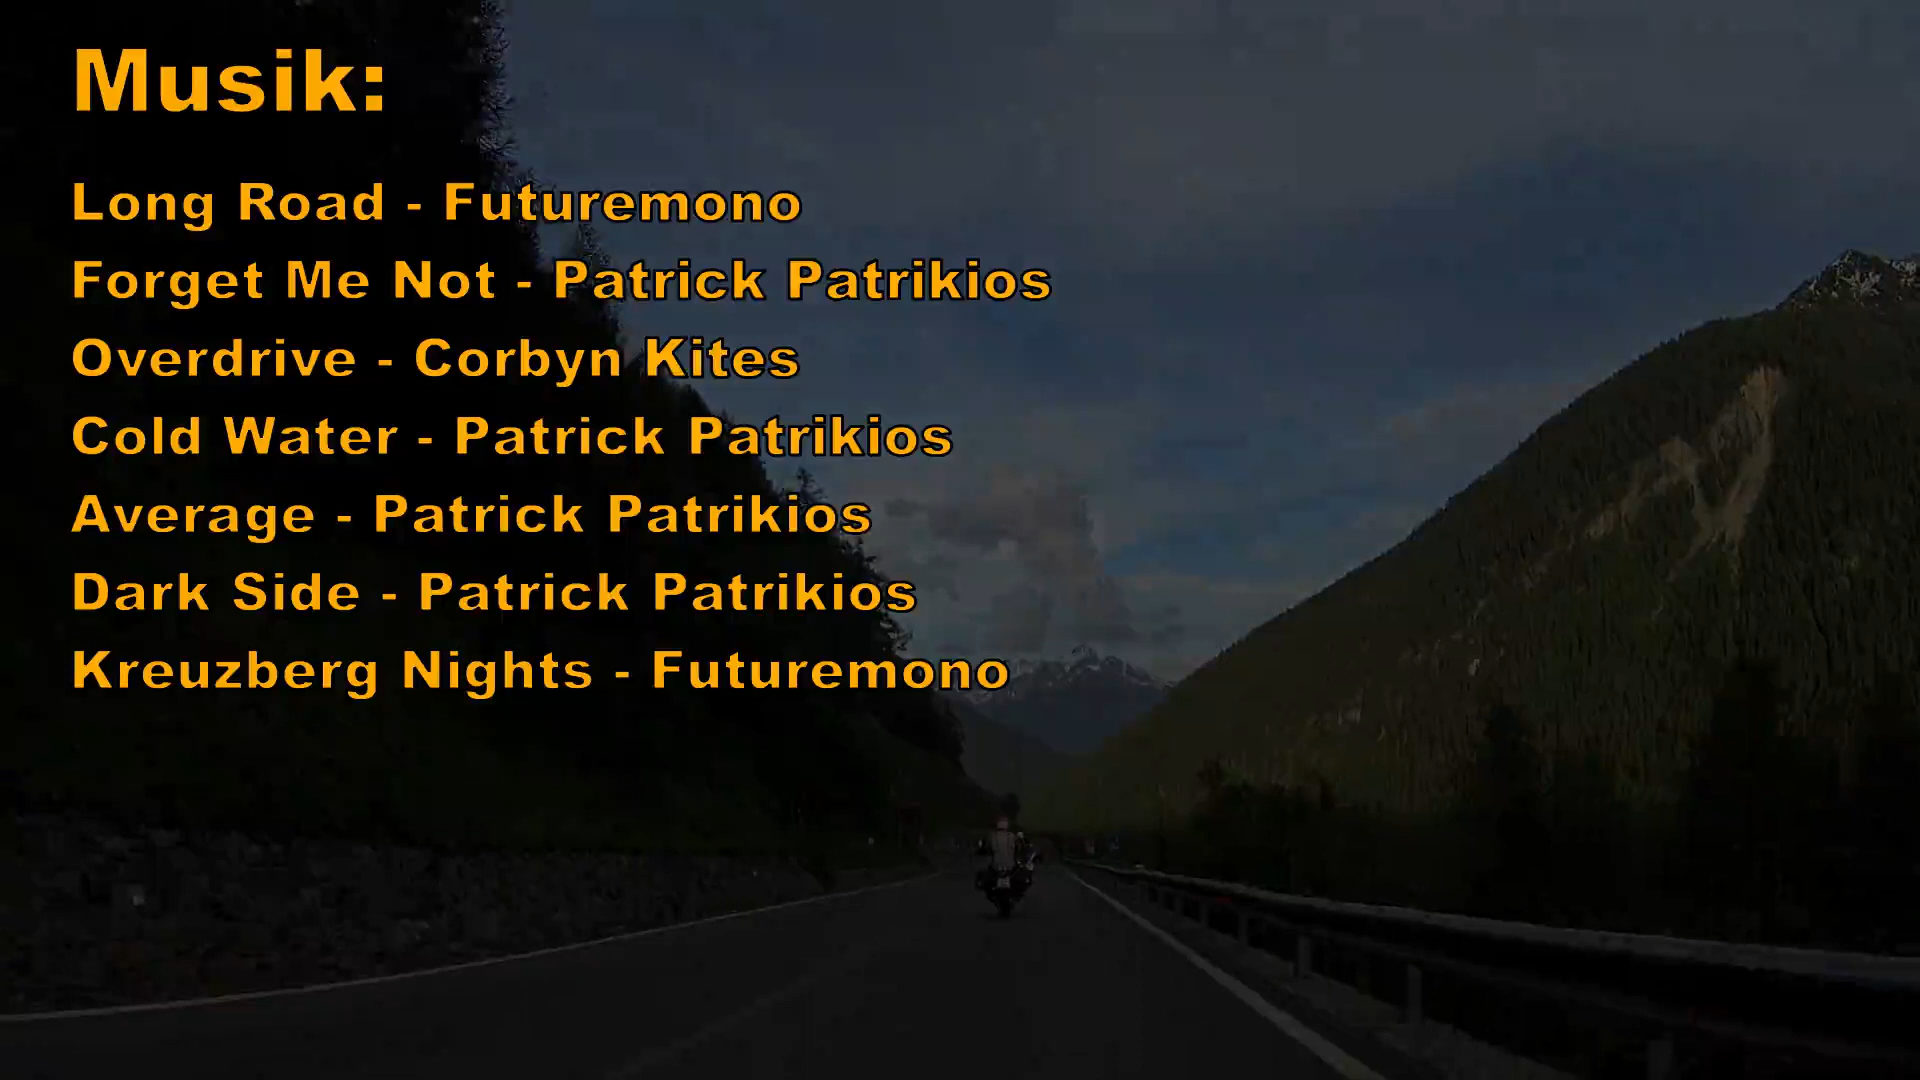 Musik:
Long Road - Futuremono
Forget Me Not - Patrick Patrikios
Overdrive - Corbyn Kites
Cold Water - Patrick Patrikios
Average - Patrick Patrikios
Dark Side - Patrick Patrikios
Kreuzberg Nights - Futuremono